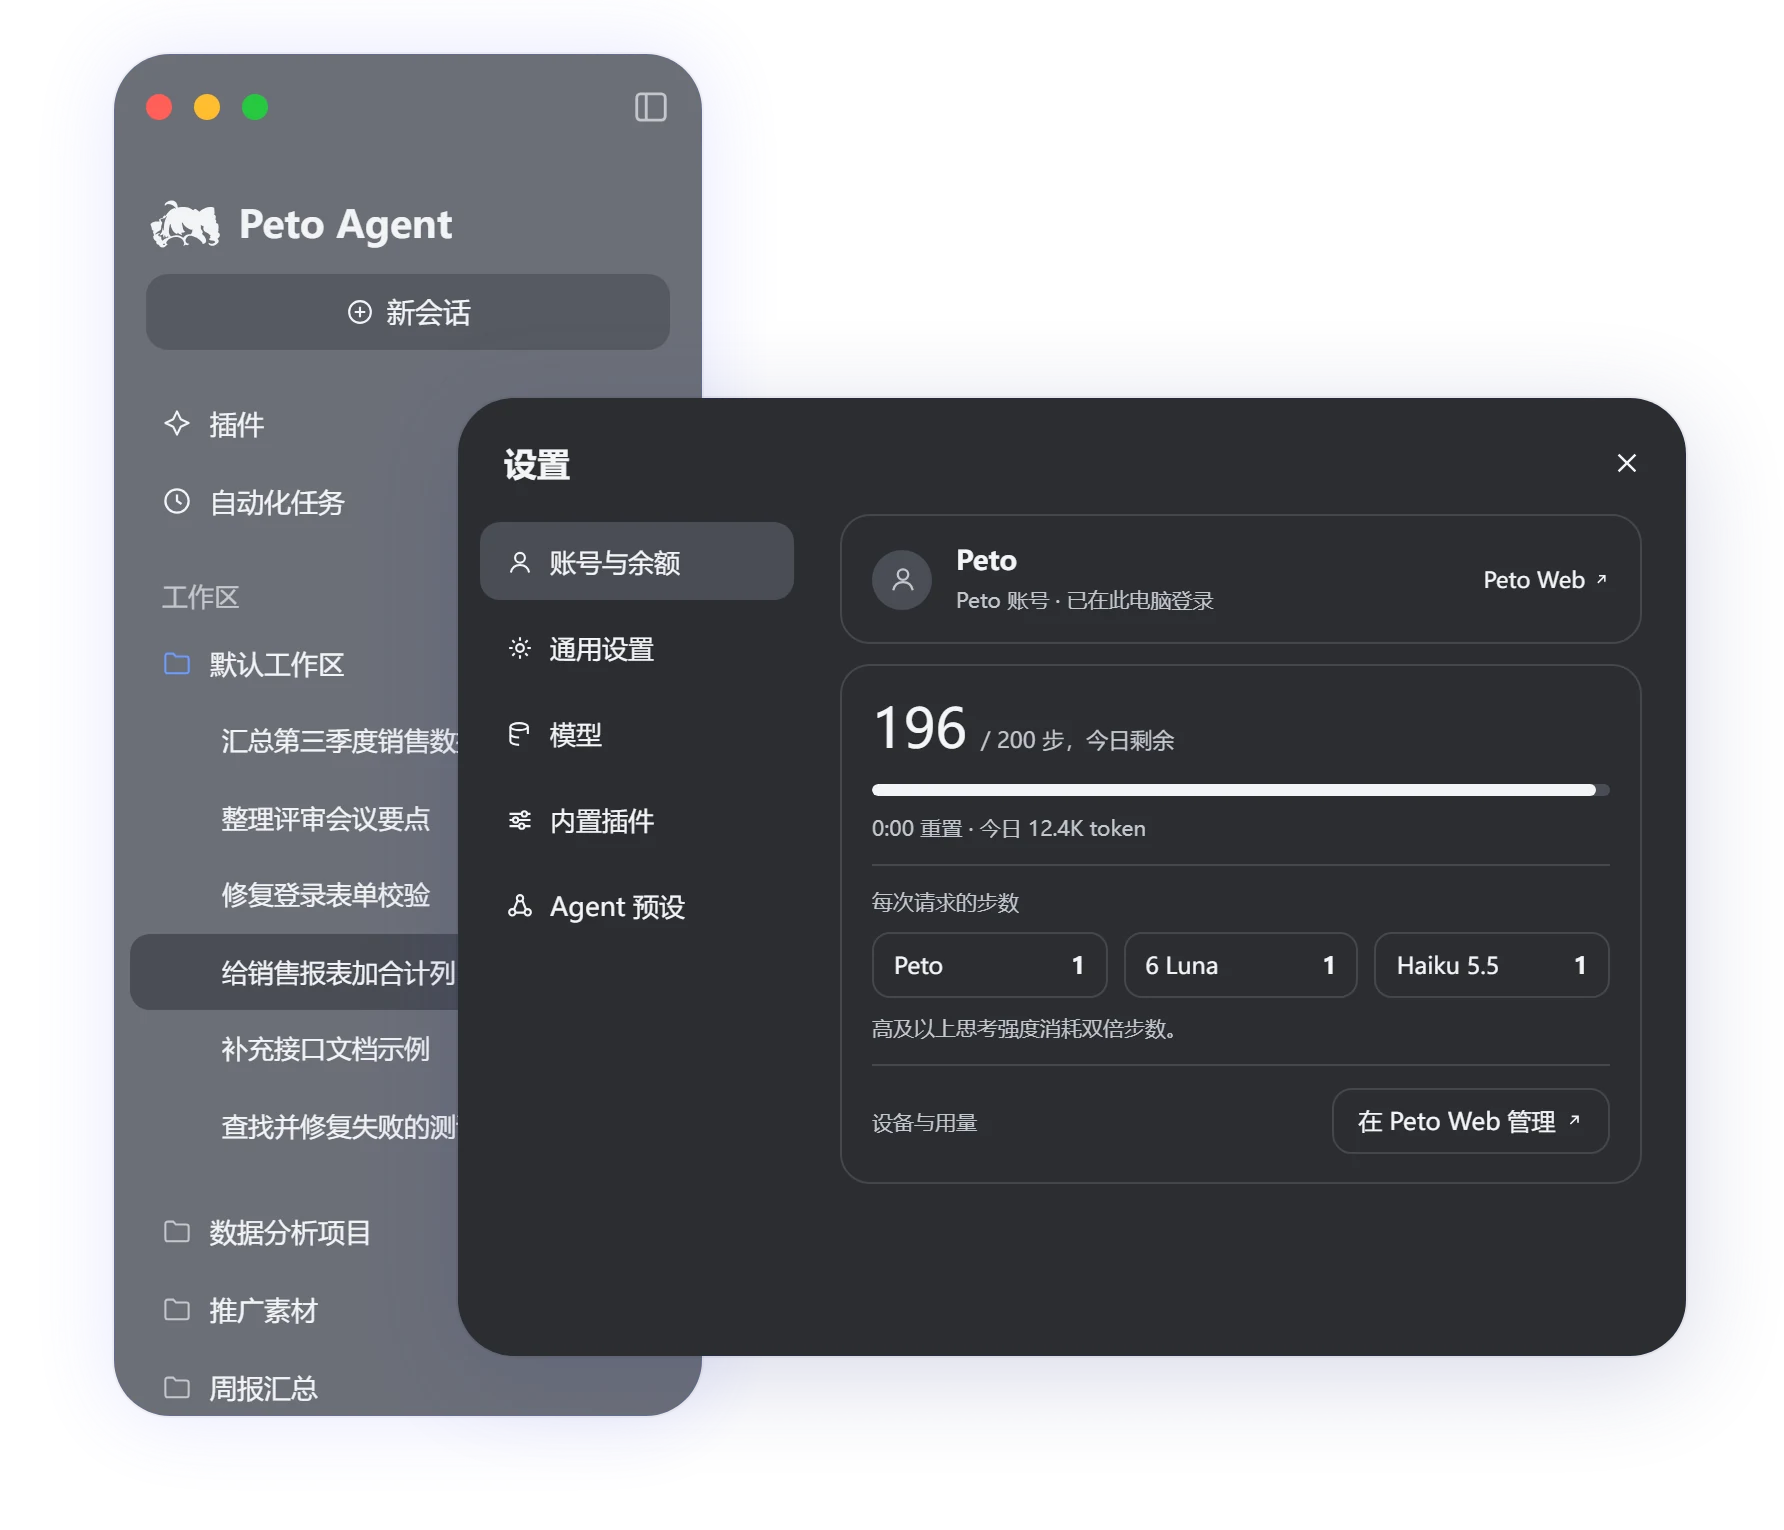 Peto Agent
新会话
插件
自动化任务
工作区
默认工作区
汇总第三季度销售数
整理评审会议要点
修复登录表单校验
给销售报表加合计列
补充接口文档示例
查找并修复失败的测
数据分析项目
推广素材
周报汇总
设置
账号与余额
通用设置
模型
内置插件
Agent 预设
Peto
Peto 账号 · 已在此电脑登录
Peto Web ↗
196 / 200 步，今日剩余
0:00 重置 · 今日 12.4K token
每次请求的步数
Peto 1
6 Luna 1
Haiku 5.5 1
高及以上思考强度消耗双倍步数。
设备与用量
在 Peto Web 管理 ↗